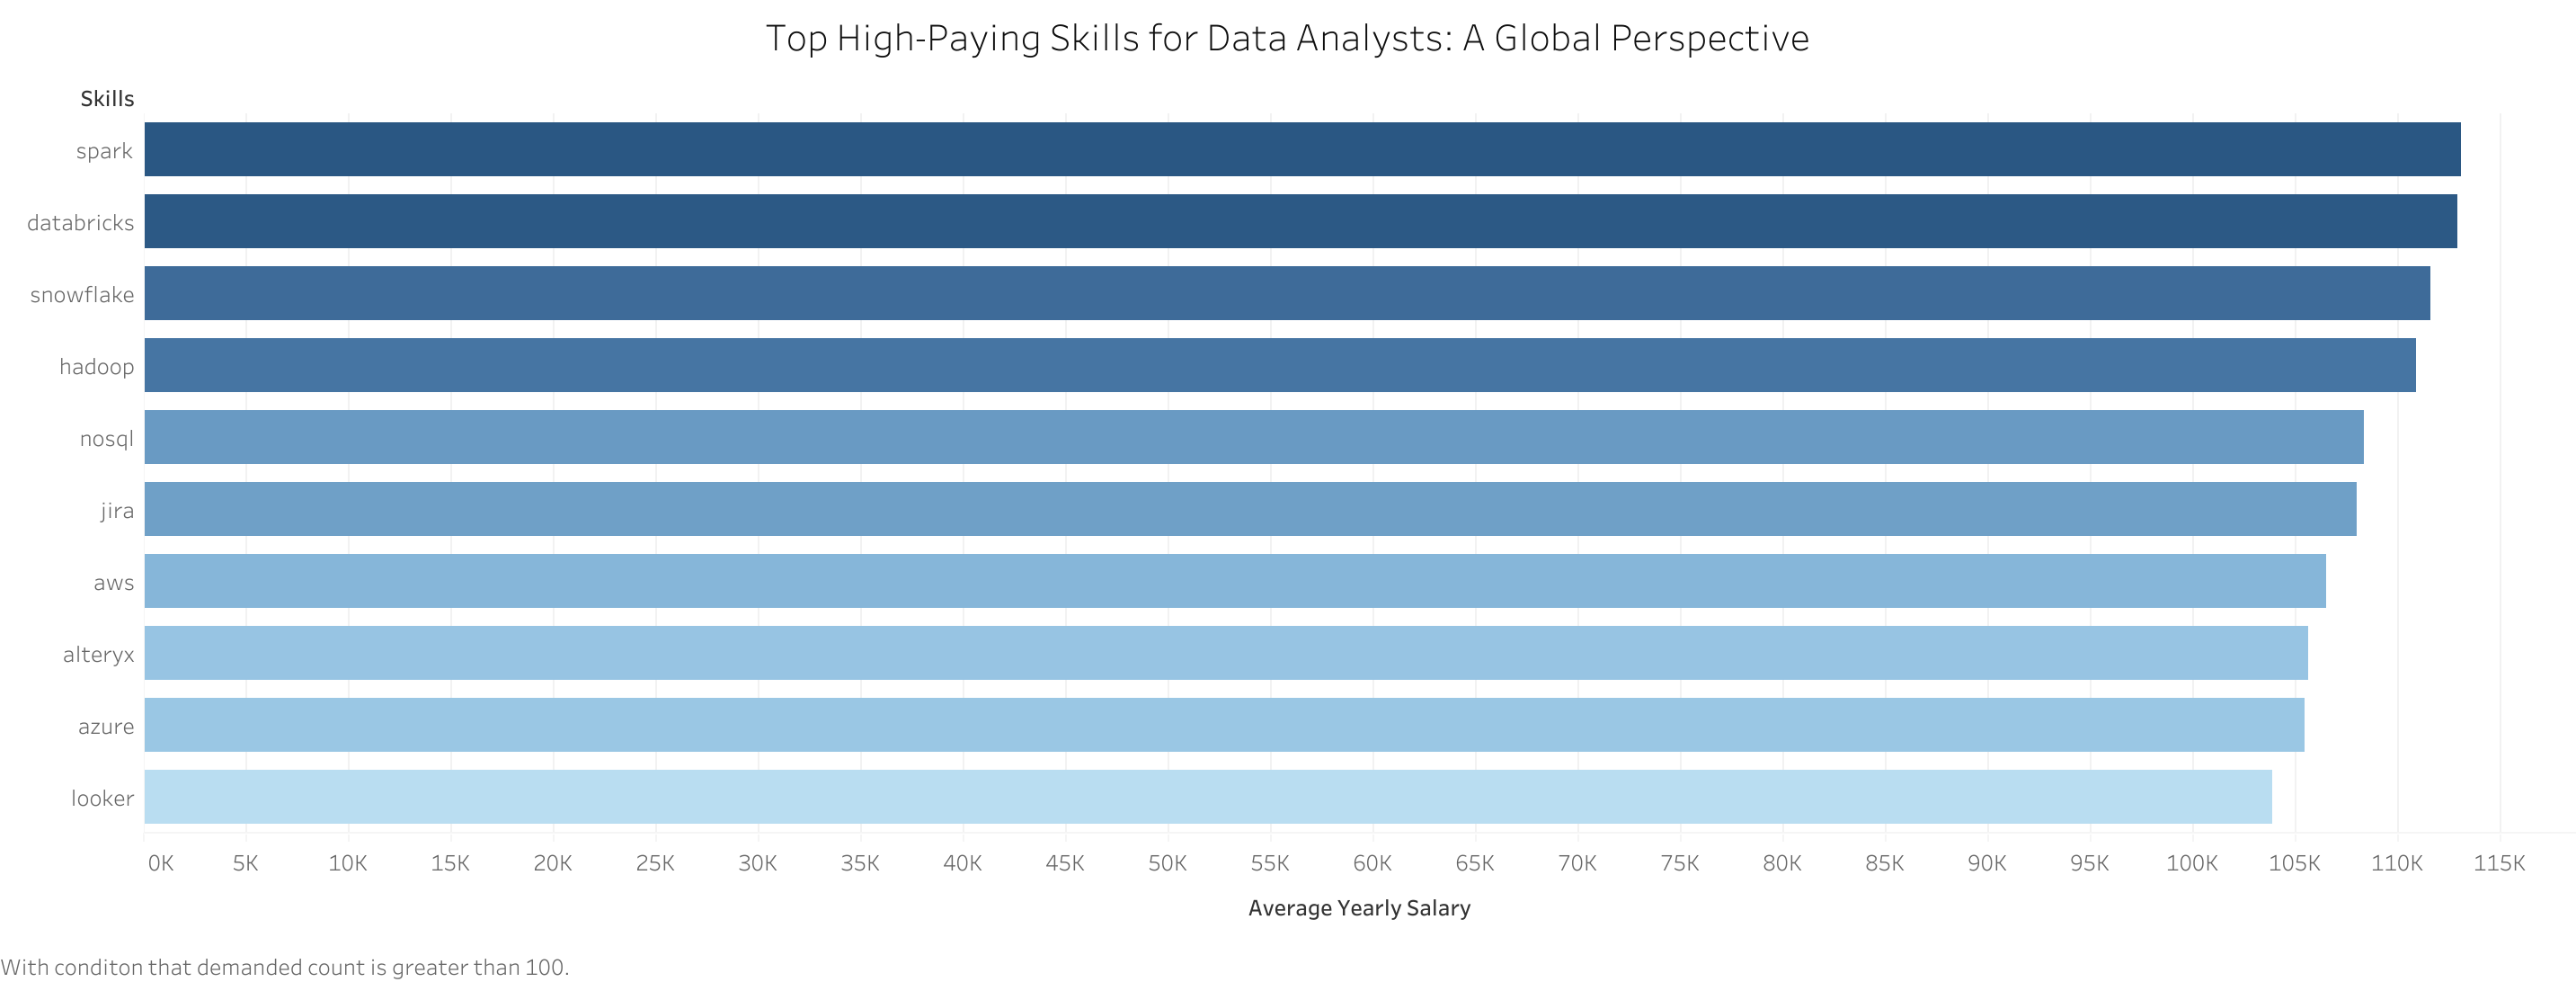 Top High-Paying Skills for Data Analysts: A Global Perspective
Skills
spark
databricks
snowflake
hadoop
nosql
jira
aws
alteryx
azure
looker
0K 5K 10K 15K 20K 25K 30K 35K 40K 45K 50K 55K 60K 65K 70K 75K 80K 85K 90K 95K 100K 105K 110K 115K
Average Yearly Salary
With conditon that demanded count is greater than 100.